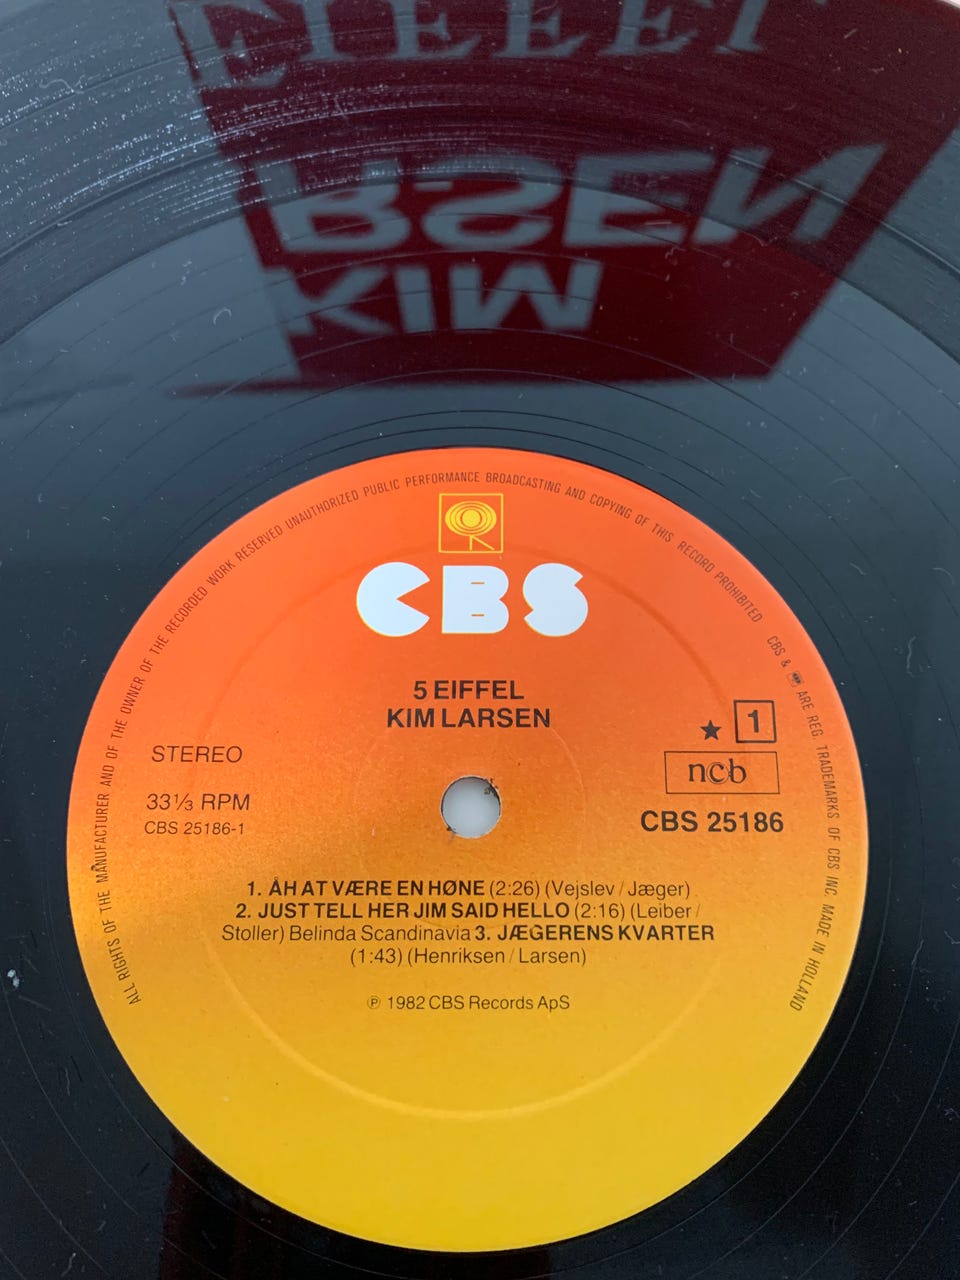 EIFFEL
R-SEN
KIM
ALL RIGHTS OF THE MANUFACTURER AND OF THE OWNER OF THE RECORDED WORK RESERVED UNAUTHORIZED PUBLIC PERFORMANCE BROADCASTING AND COPYING OF THIS RECORD PROHIBITED CBS & ARE REG. TRADEMARKS OF CBS INC. MADE IN HOLLAND
CBS
5 EIFFEL
KIM LARSEN
STEREO
★ 1
ncb
33⅓ RPM
CBS 25186-1
CBS 25186
1. ÅH AT VÆRE EN HØNE (2:26) (Vejslev / Jæger)
2. JUST TELL HER JIM SAID HELLO (2:16) (Leiber /
Stoller) Belinda Scandinavia 3. JÆGERENS KVARTER
(1:43) (Henriksen / Larsen)
℗ 1982 CBS Records ApS